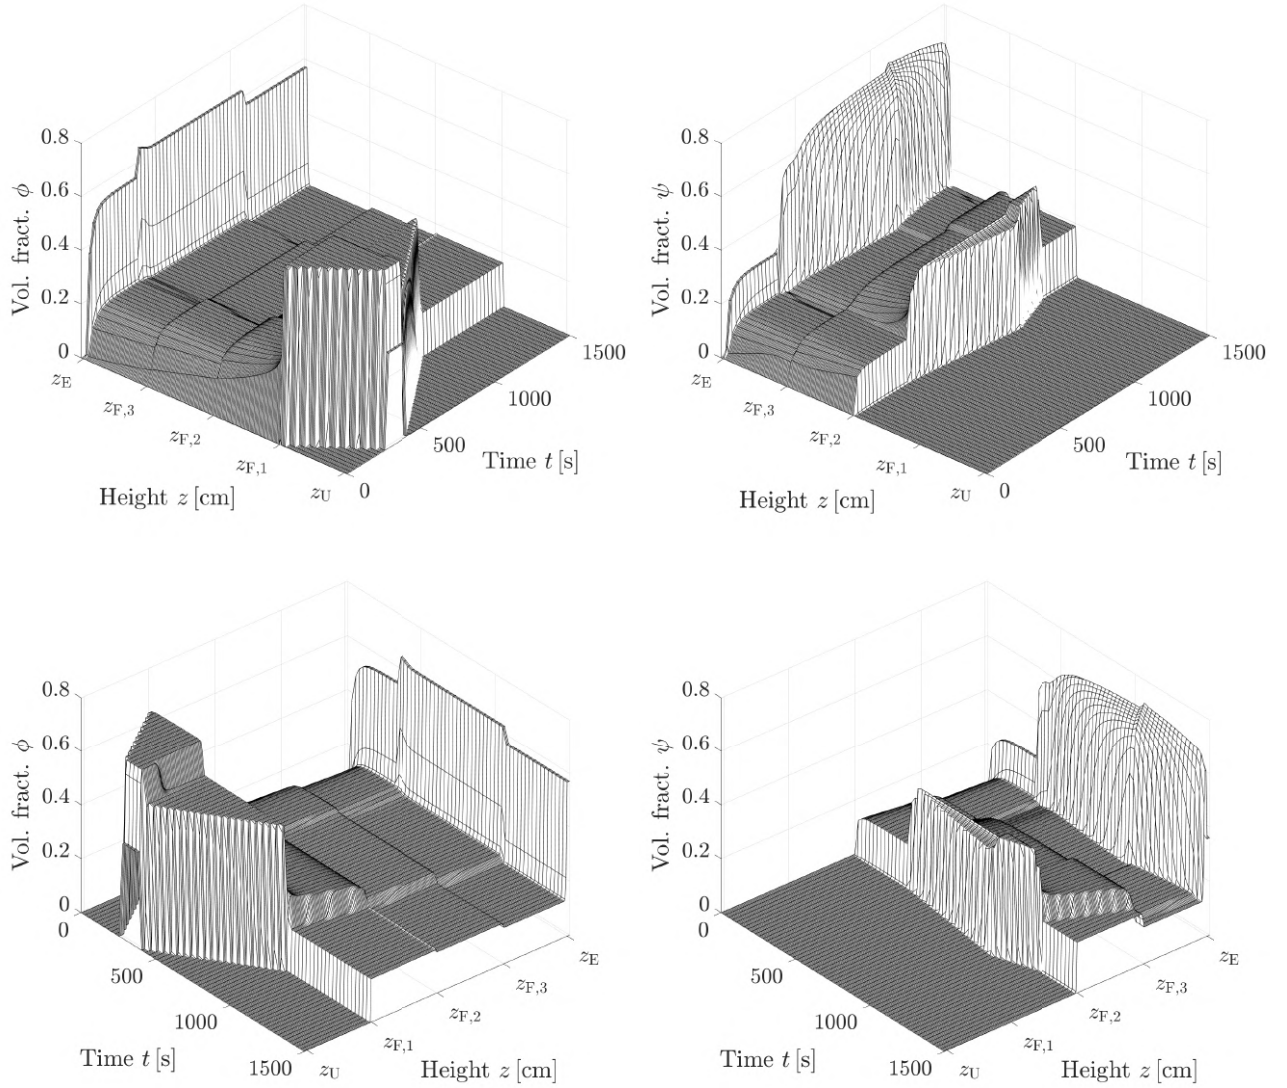 0.8
0.6
0.4
0.2
0
Vol. fract. ϕ
z_E
z_F,3
z_F,2
z_F,1
z_U
Height z [cm]
0
500
1000
1500
Time t [s]
0.8
0.6
0.4
0.2
0
Vol. fract. ψ
z_E
z_F,3
z_F,2
z_F,1
z_U
Height z [cm]
0
500
1000
1500
Time t [s]
0.8
0.6
0.4
0.2
0
Vol. fract. ϕ
0
500
1000
1500
Time t [s]
z_U
z_F,1
z_F,2
z_F,3
z_E
Height z [cm]
0.8
0.6
0.4
0.2
0
Vol. fract. ψ
0
500
1000
1500
Time t [s]
z_U
z_F,1
z_F,2
z_F,3
z_E
Height z [cm]